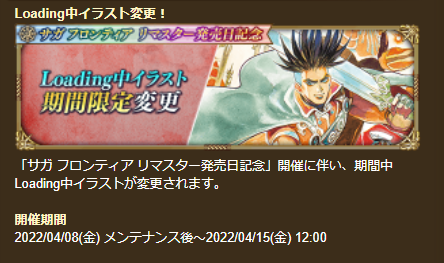 Loading中イラスト変更！
サガ フロンティア リマスター発売日記念
Loading中イラスト
期間限定変更
「サガ フロンティア リマスター発売日記念」開催に伴い、期間中
Loading中イラストが変更されます。
開催期間
2022/04/08(金) メンテナンス後～2022/04/15(金) 12:00